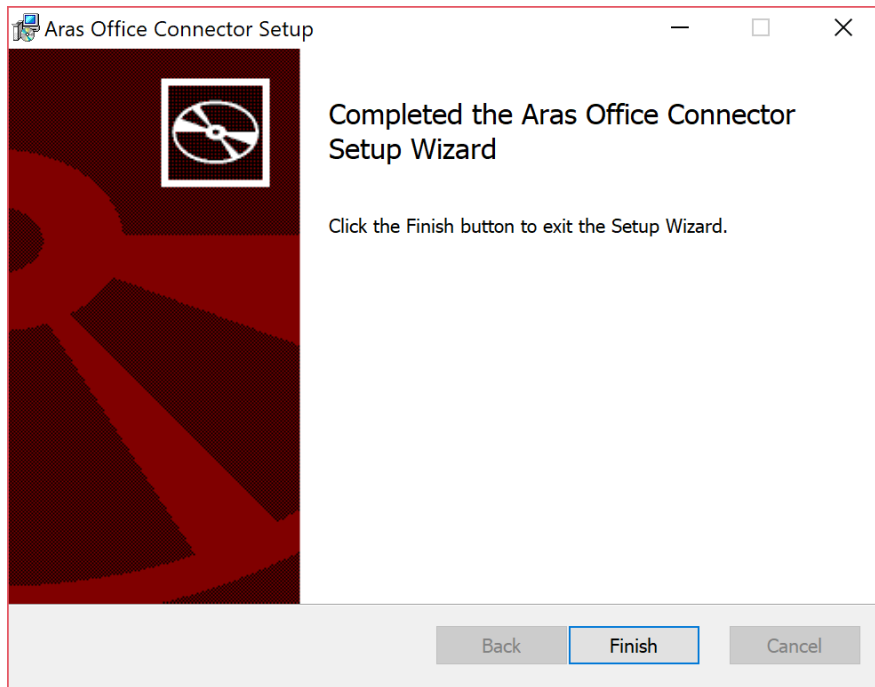 Aras Office Connector Setup
Completed the Aras Office Connector
Setup Wizard
Click the Finish button to exit the Setup Wizard.
Back
Finish
Cancel